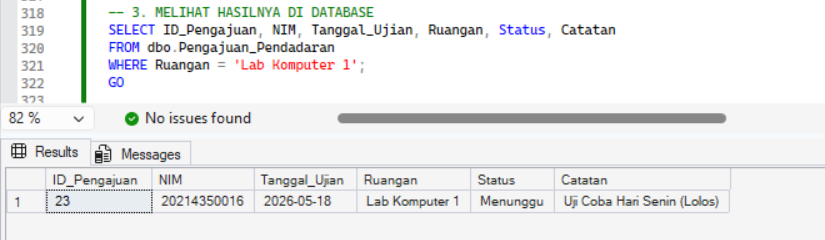 318 -- 3. MELIHAT HASILNYA DI DATABASE
319 SELECT ID_Pengajuan, NIM, Tanggal_Ujian, Ruangan, Status, Catatan
320 FROM dbo.Pengajuan_Pendadaran
321 WHERE Ruangan = 'Lab Komputer 1';
322 GO
323
82 % No issues found
Results Messages
ID_Pengajuan NIM Tanggal_Ujian Ruangan Status Catatan
1 23 20214350016 2026-05-18 Lab Komputer 1 Menunggu Uji Coba Hari Senin (Lolos)